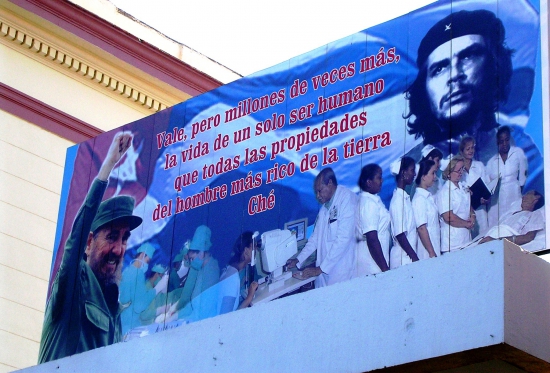 Vale, pero millones de veces más,
la vida de un solo ser humano
que todas las propiedades
del hombre más rico de la tierra
Ché